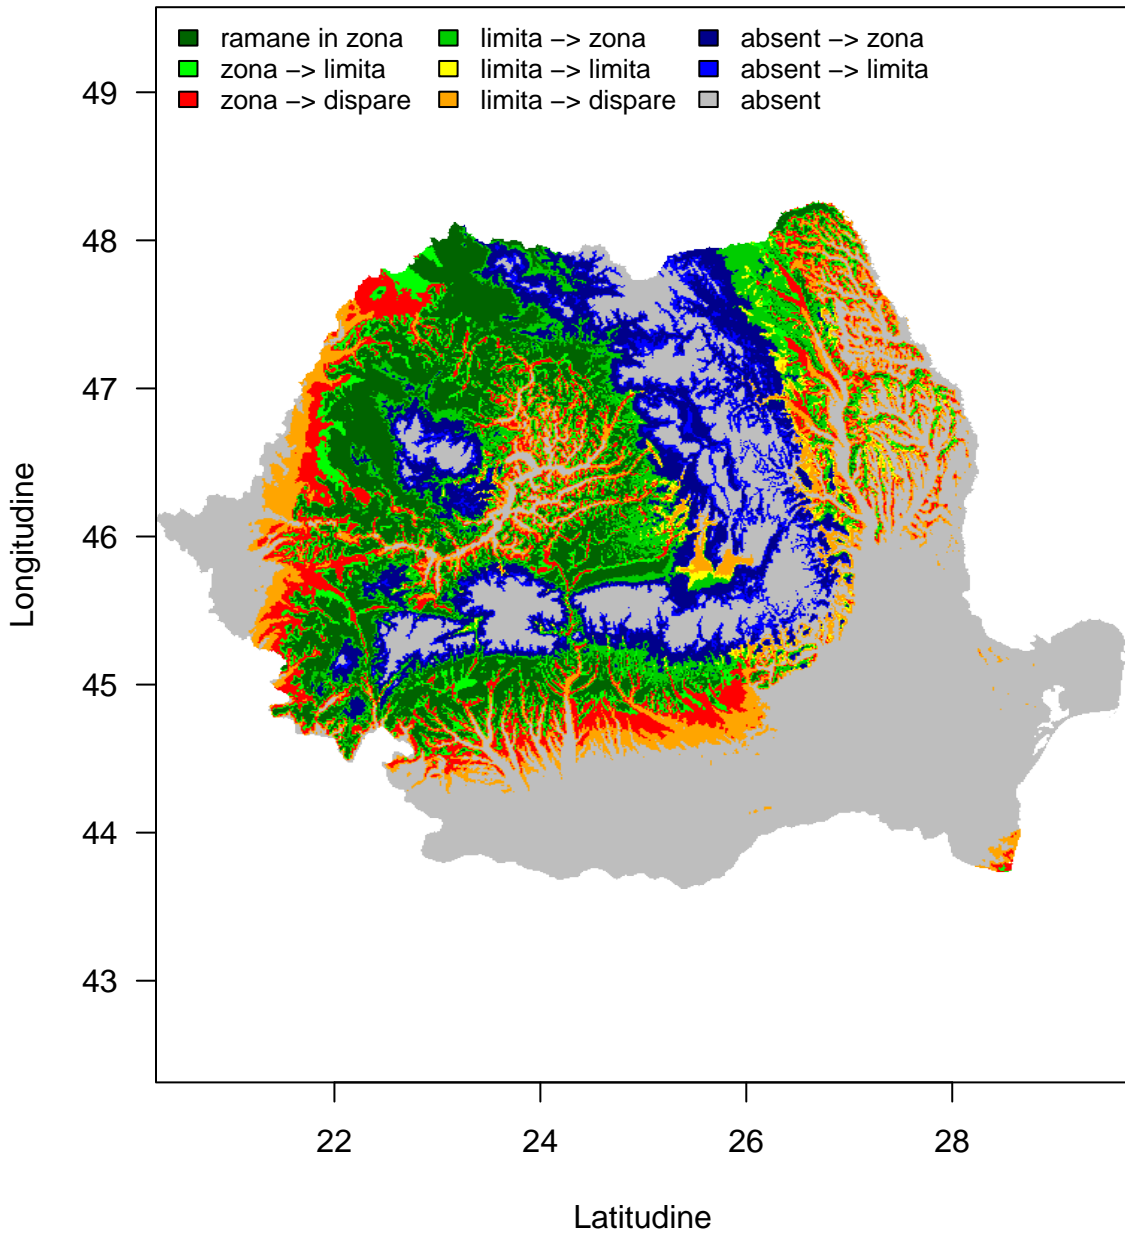 ramane in zona
zona −> limita
zona −> dispare
limita −> zona
limita −> limita
limita −> dispare
absent −> zona
absent −> limita
absent
49
48
47
46
45
44
43
Longitudine
22 24 26 28
Latitudine